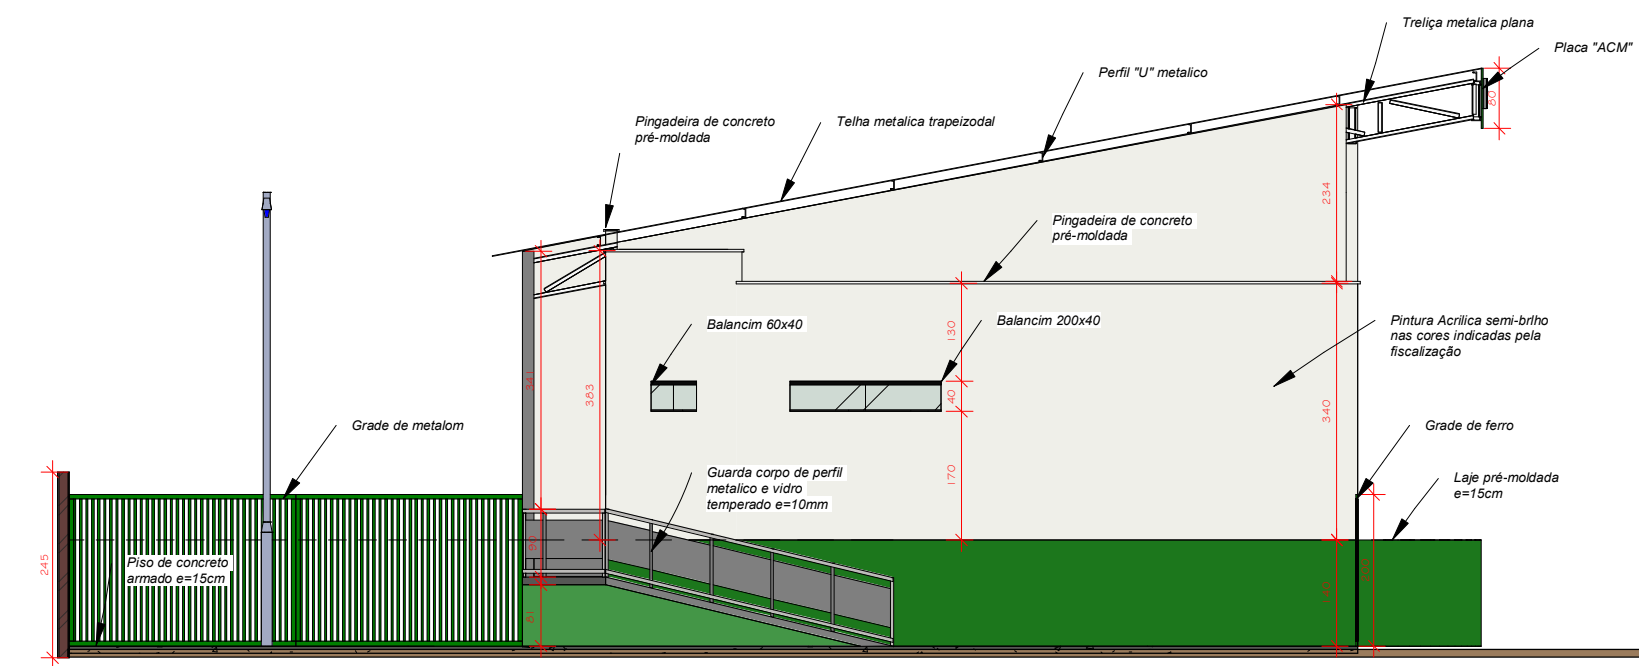 Treliça metalica plana
Placa "ACM"
Perfil "U" metalico
Pingadeira de concreto
pré-moldada
Telha metalica trapeizodal
80
234
Pingadeira de concreto
pré-moldada
Balancim 60x40
Balancim 200x40
130
Pintura Acrilica semi-brlho
nas cores indicadas pela
fiscalização
341
383
40
340
Grade de metalom
Grade de ferro
Guarda corpo de perfil
metalico e vidro
temperado e=10mm
170
Laje pré-moldada
e=15cm
245
Piso de concreto
armado e=15cm
90
81